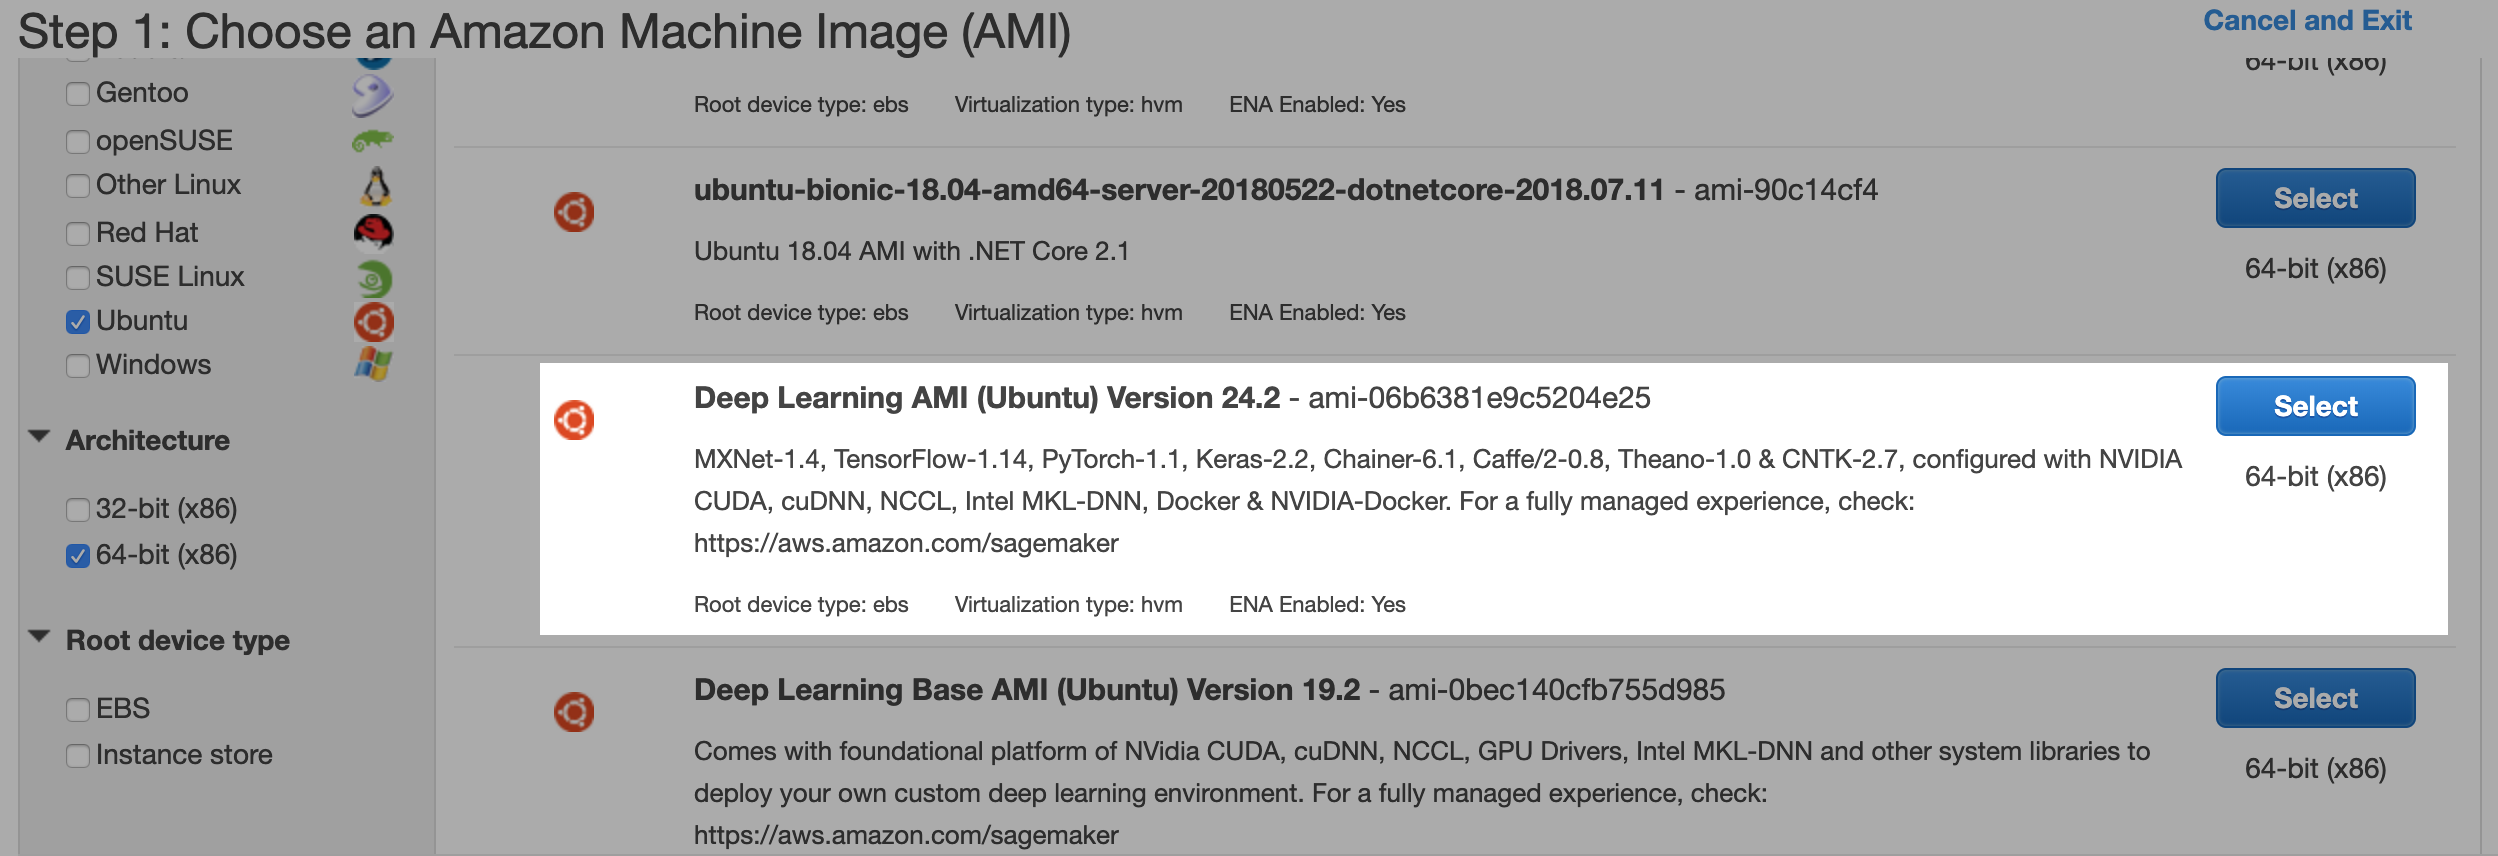 Step 1: Choose an Amazon Machine Image (AMI)
Cancel and Exit
Gentoo
openSUSE
Other Linux
Red Hat
SUSE Linux
Ubuntu
Windows
Architecture
32-bit (x86)
64-bit (x86)
Root device type
EBS
Instance store
64-bit (x86)
Root device type: ebs Virtualization type: hvm ENA Enabled: Yes
ubuntu-bionic-18.04-amd64-server-20180522-dotnetcore-2018.07.11 - ami-90c14cf4
Select
Ubuntu 18.04 AMI with .NET Core 2.1
64-bit (x86)
Root device type: ebs Virtualization type: hvm ENA Enabled: Yes
Deep Learning AMI (Ubuntu) Version 24.2 - ami-06b6381e9c5204e25
Select
MXNet-1.4, TensorFlow-1.14, PyTorch-1.1, Keras-2.2, Chainer-6.1, Caffe/2-0.8, Theano-1.0 & CNTK-2.7, configured with NVIDIA
64-bit (x86)
CUDA, cuDNN, NCCL, Intel MKL-DNN, Docker & NVIDIA-Docker. For a fully managed experience, check:
https://aws.amazon.com/sagemaker
Root device type: ebs Virtualization type: hvm ENA Enabled: Yes
Deep Learning Base AMI (Ubuntu) Version 19.2 - ami-0bec140cfb755d985
Select
Comes with foundational platform of NVidia CUDA, cuDNN, NCCL, GPU Drivers, Intel MKL-DNN and other system libraries to
64-bit (x86)
deploy your own custom deep learning environment. For a fully managed experience, check:
https://aws.amazon.com/sagemaker